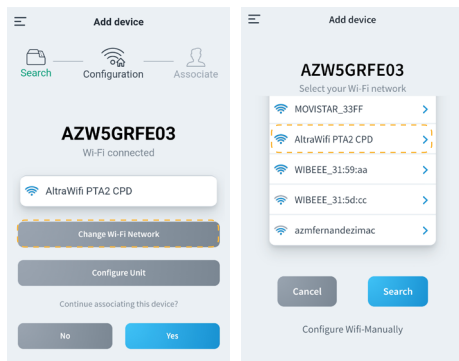 Add device
Search
Configuration
Associate
AZW5GRFE03
Wi-Fi connected
AltraWifi PTA2 CPD
Change Wi-Fi Network
Configure Unit
Continue associating this device?
No
Yes
Add device
AZW5GRFE03
Select your Wi-Fi network
MOVISTAR_33FF
AltraWifi PTA2 CPD
WIBEEE_31:59:aa
WIBEEE_31:5d:cc
azmfernandezimac
Cancel
Search
Configure Wifi-Manually